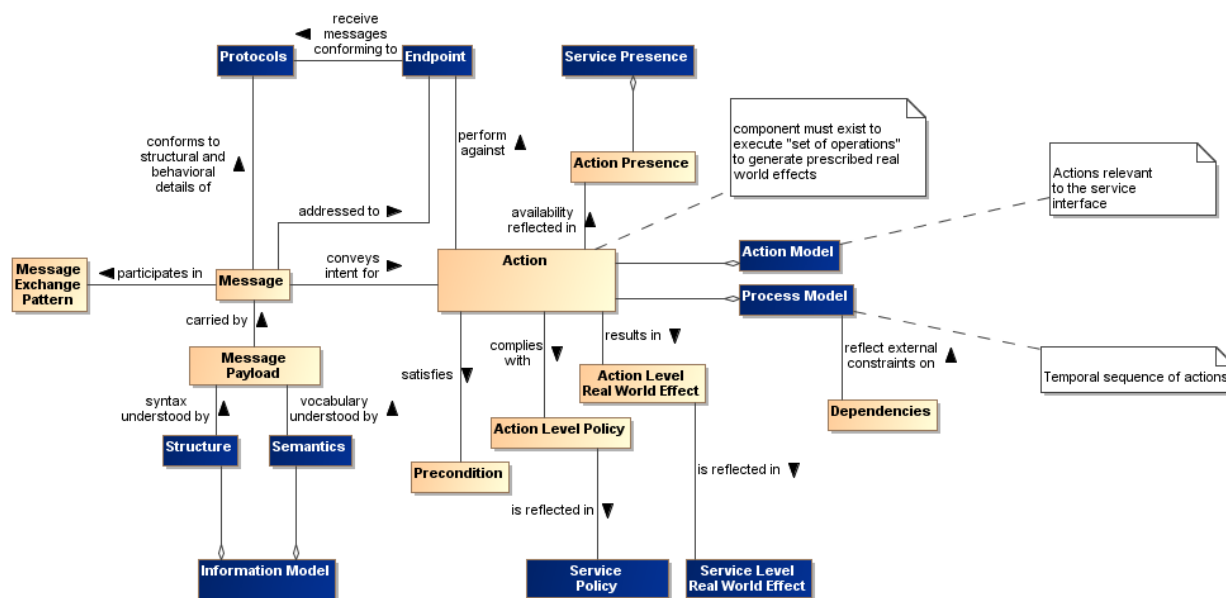 receive
messages
conforming to
Protocols
Endpoint
Service Presence
component must exist to
execute "set of operations"
to generate prescribed real
world effects
conforms to
structural and
behavioral
details of
perform
against
Action Presence
Actions relevant
to the service
interface
addressed to
availability
reflected in
Message
Exchange
Pattern
participates in
Message
conveys
intent for
Action
Action Model
Process Model
carried by
results in
complies
with
reflect external
constraints on
Message
Payload
satisfies
Action Level
Real World Effect
Temporal sequence of actions
syntax
understood by
vocabulary
understood by
Action Level Policy
Dependencies
Structure
Semantics
Precondition
is reflected in
is reflected in
Information Model
Service
Policy
Service Level
Real World Effect